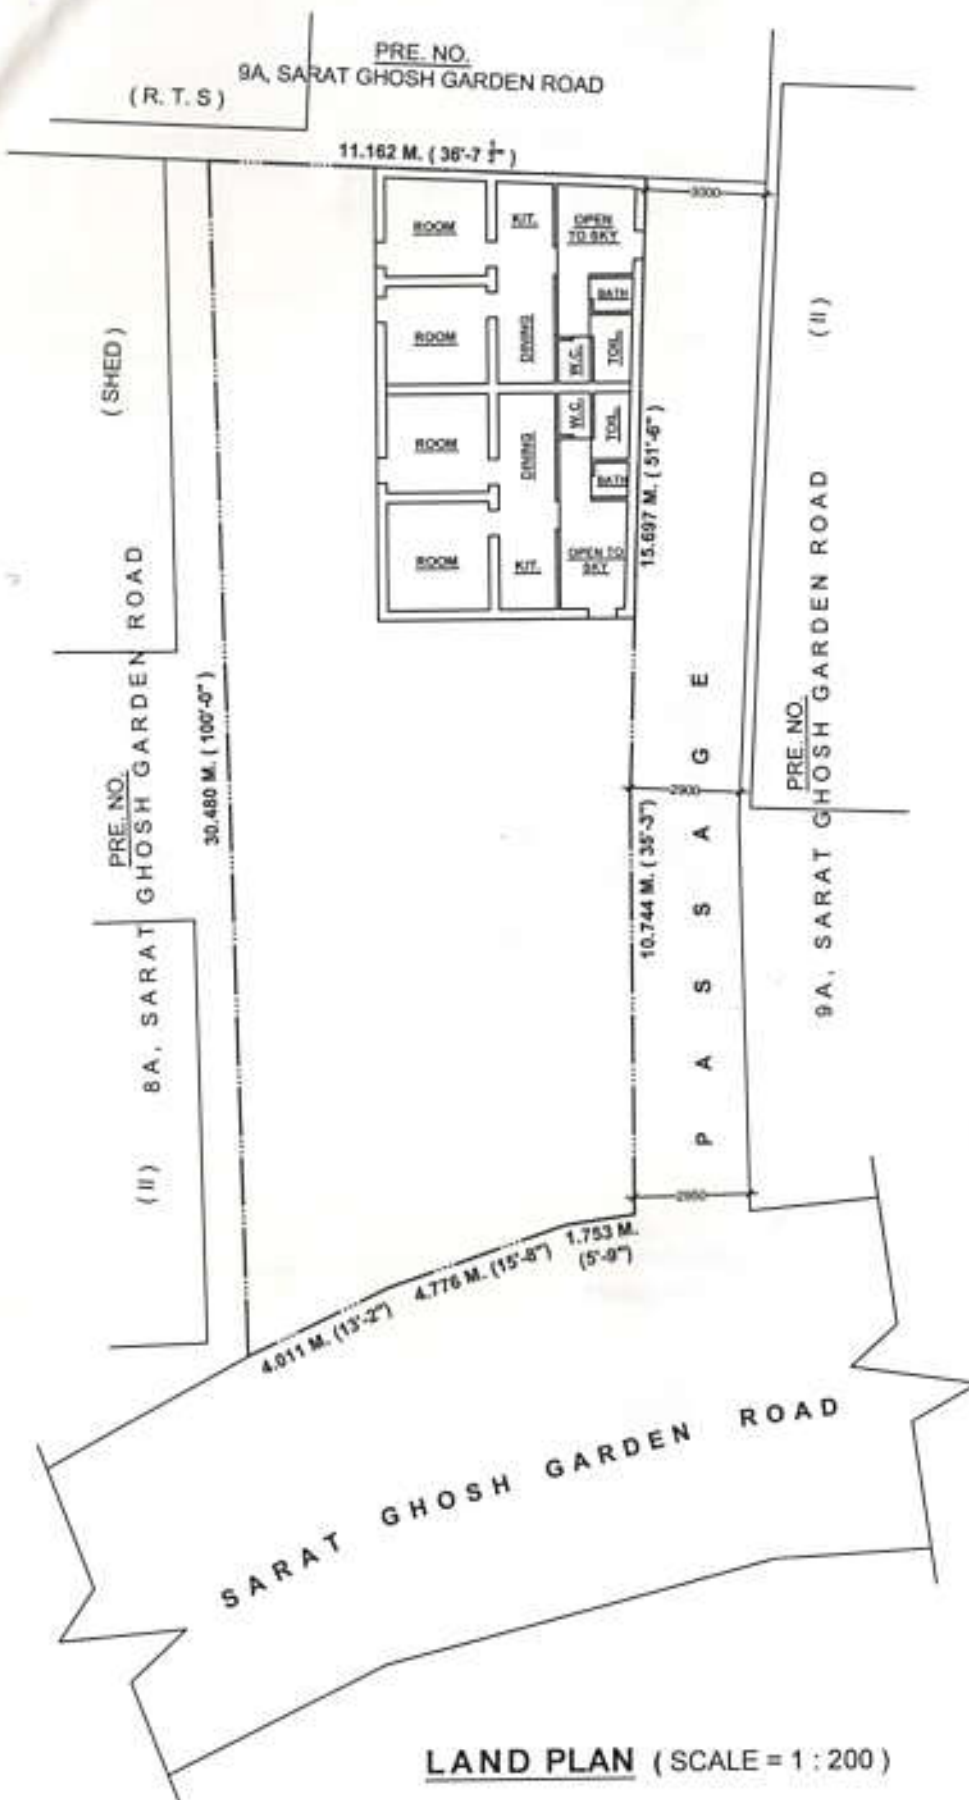 PRE. NO.
9A, SARAT GHOSH GARDEN ROAD
( R. T. S )
11.162 M. ( 36'-7 1/2" )
3000
ROOM
KIT.
OPEN
TO SKY
BATH
ROOM
DINING
W.C.
TOIL.
ROOM
DINING
W.C.
TOIL.
BATH
ROOM
KIT.
OPEN TO
SKY
( SHED )
( II )
15.697 M. ( 51'-6" )
PRE. NO.
8A, SARAT GHOSH GARDEN ROAD
( II )
30.480 M. ( 100'-0" )
PRE. NO.
9A, SARAT GHOSH GARDEN ROAD
2900
10.744 M. ( 35'-3")
PASSAGE
1.753 M.
(5'-9")
4.776 M. (15'-8")
4.011 M. (13'-2")
SARAT GHOSH GARDEN ROAD
LAND PLAN ( SCALE = 1 : 200 )